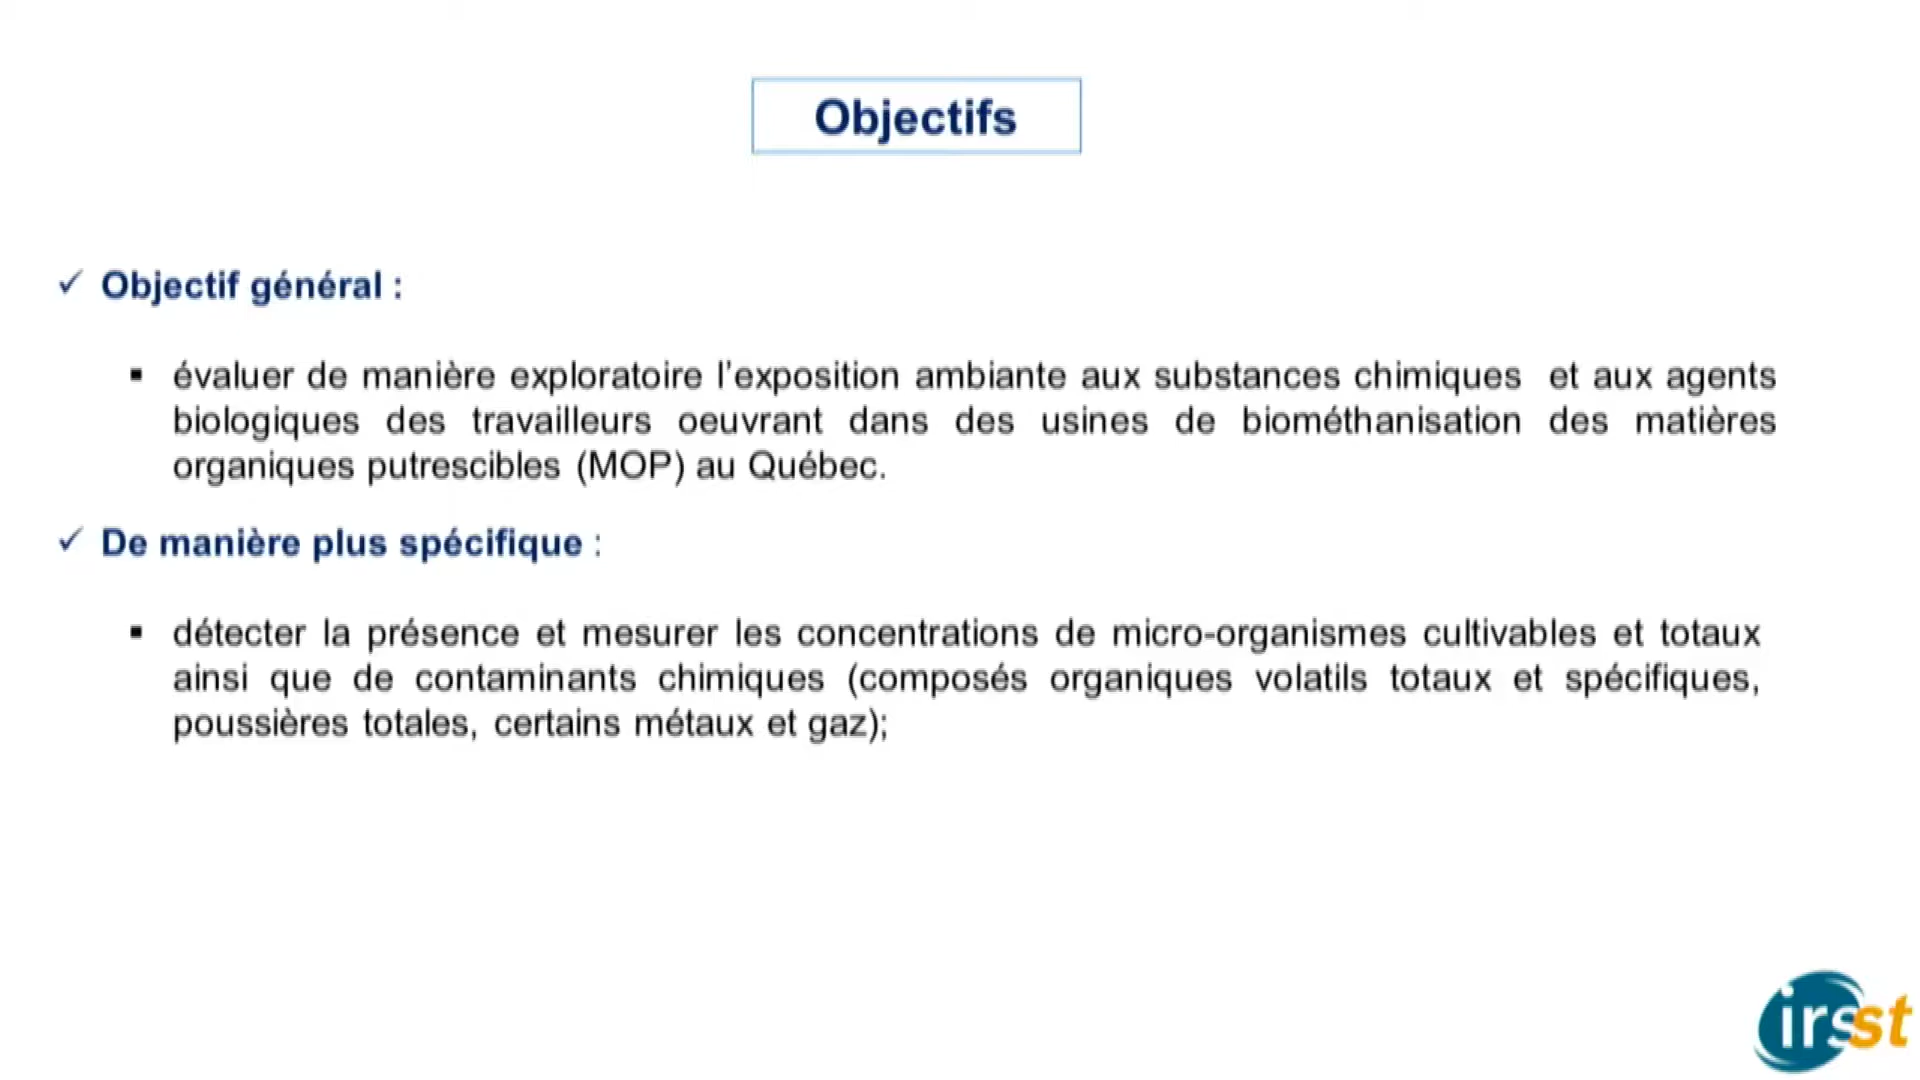 Objectifs
✓ Objectif général :
▪ évaluer de manière exploratoire l’exposition ambiante aux substances chimiques et aux agents
biologiques des travailleurs oeuvrant dans des usines de biométhanisation des matières
organiques putrescibles (MOP) au Québec.
✓ De manière plus spécifique :
▪ détecter la présence et mesurer les concentrations de micro-organismes cultivables et totaux
ainsi que de contaminants chimiques (composés organiques volatils totaux et spécifiques,
poussières totales, certains métaux et gaz);
irsst